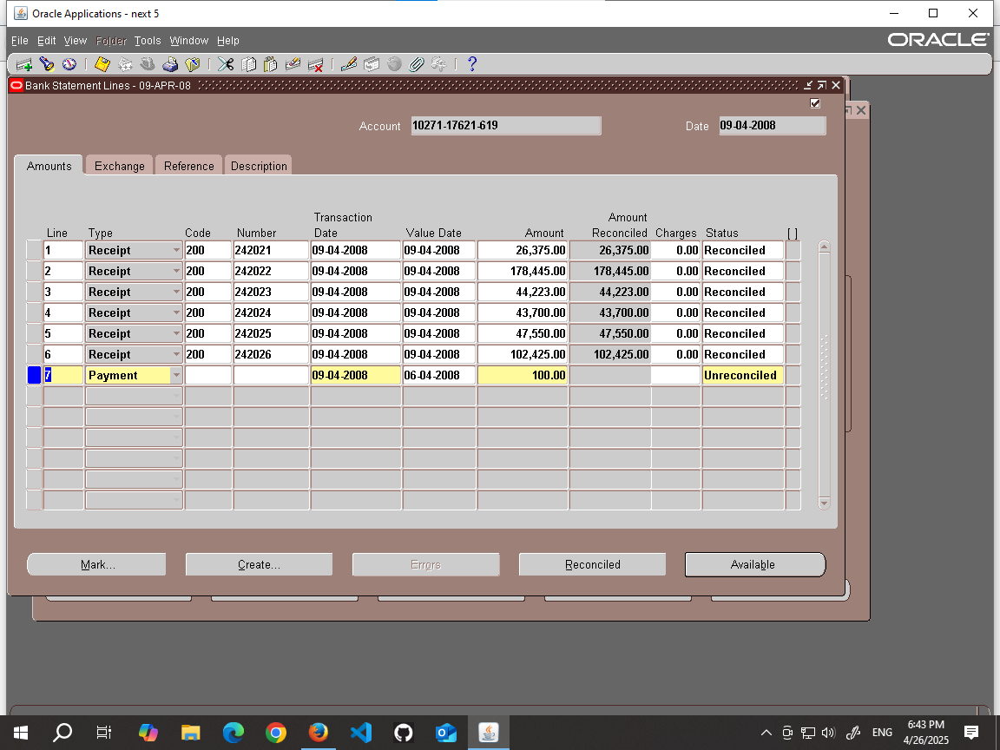 Oracle Applications - next 5
File Edit View Folder Tools Window Help
ORACLE
Bank Statement Lines - 09-APR-08
Account 10271-17621-619 Date 09-04-2008
Amounts Exchange Reference Description
Transaction Amount
Line Type Code Number Date Value Date Amount Reconciled Charges Status [ ]
1 Receipt 200 242021 09-04-2008 09-04-2008 26,375.00 26,375.00 0.00 Reconciled
2 Receipt 200 242022 09-04-2008 09-04-2008 178,445.00 178,445.00 0.00 Reconciled
3 Receipt 200 242023 09-04-2008 09-04-2008 44,223.00 44,223.00 0.00 Reconciled
4 Receipt 200 242024 09-04-2008 09-04-2008 43,700.00 43,700.00 0.00 Reconciled
5 Receipt 200 242025 09-04-2008 09-04-2008 47,550.00 47,550.00 0.00 Reconciled
6 Receipt 200 242026 09-04-2008 09-04-2008 102,425.00 102,425.00 0.00 Reconciled
7 Payment 09-04-2008 06-04-2008 100.00 Unreconciled
Mark... Create... Errors Reconciled Available
ENG 6:43 PM
4/26/2025